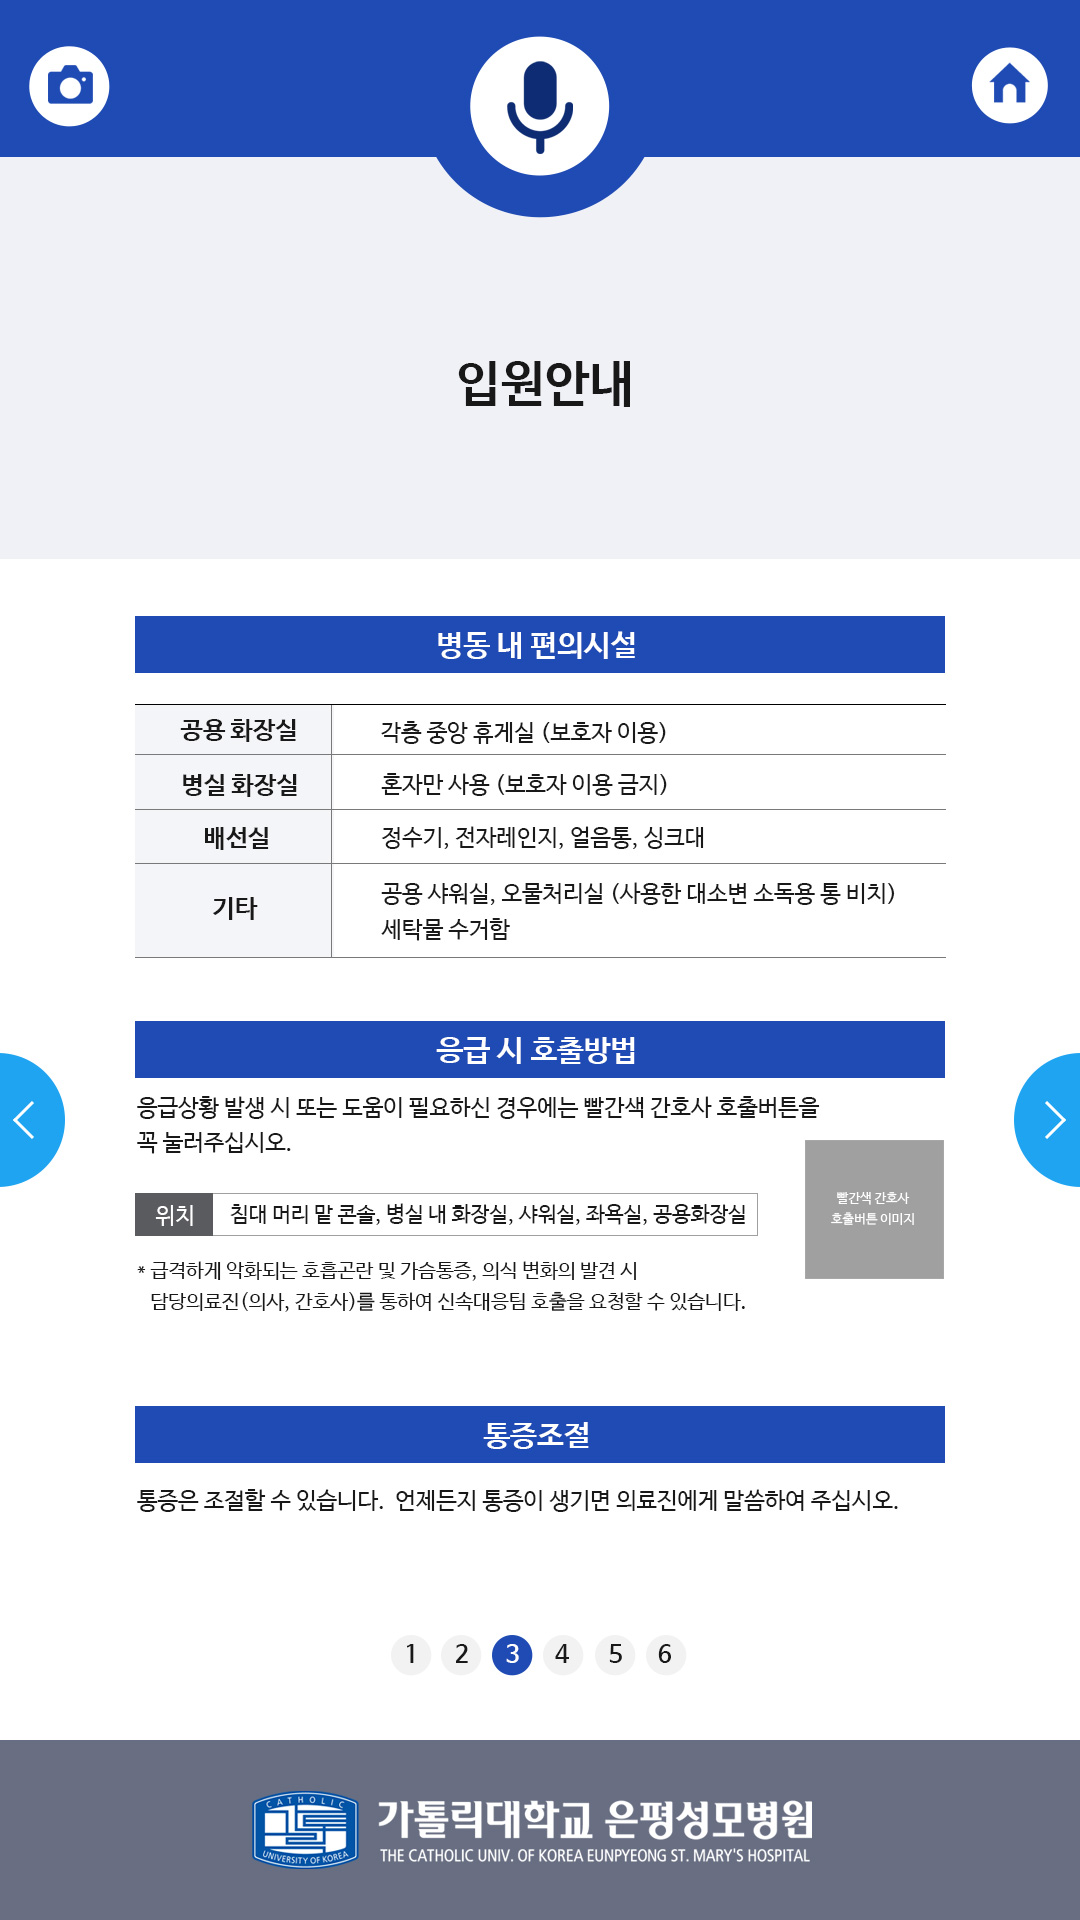 입원안내
병동 내 편의시설
공용 화장실 각층 중앙 휴게실 (보호자 이용)
병실 화장실 혼자만 사용 (보호자 이용 금지)
배선실 정수기, 전자레인지, 얼음통, 싱크대
기타 공용 샤워실, 오물처리실 (사용한 대소변 소독용 통 비치)
세탁물 수거함
응급 시 호출방법
응급상황 발생 시 또는 도움이 필요하신 경우에는 빨간색 간호사 호출버튼을
꼭 눌러주십시오.
빨간색 간호사
호출버튼 이미지
위치 침대 머리 맡 콘솔, 병실 내 화장실, 샤워실, 좌욕실, 공용화장실
* 급격하게 악화되는 호흡곤란 및 가슴통증, 의식 변화의 발견 시
담당의료진(의사, 간호사)를 통하여 신속대응팀 호출을 요청할 수 있습니다.
통증조절
통증은 조절할 수 있습니다. 언제든지 통증이 생기면 의료진에게 말씀하여 주십시오.
1 2 3 4 5 6
CATHOLIC
UNIVERSITY OF KOREA
가톨릭대학교 은평성모병원
THE CATHOLIC UNIV. OF KOREA EUNPYEONG ST. MARY'S HOSPITAL